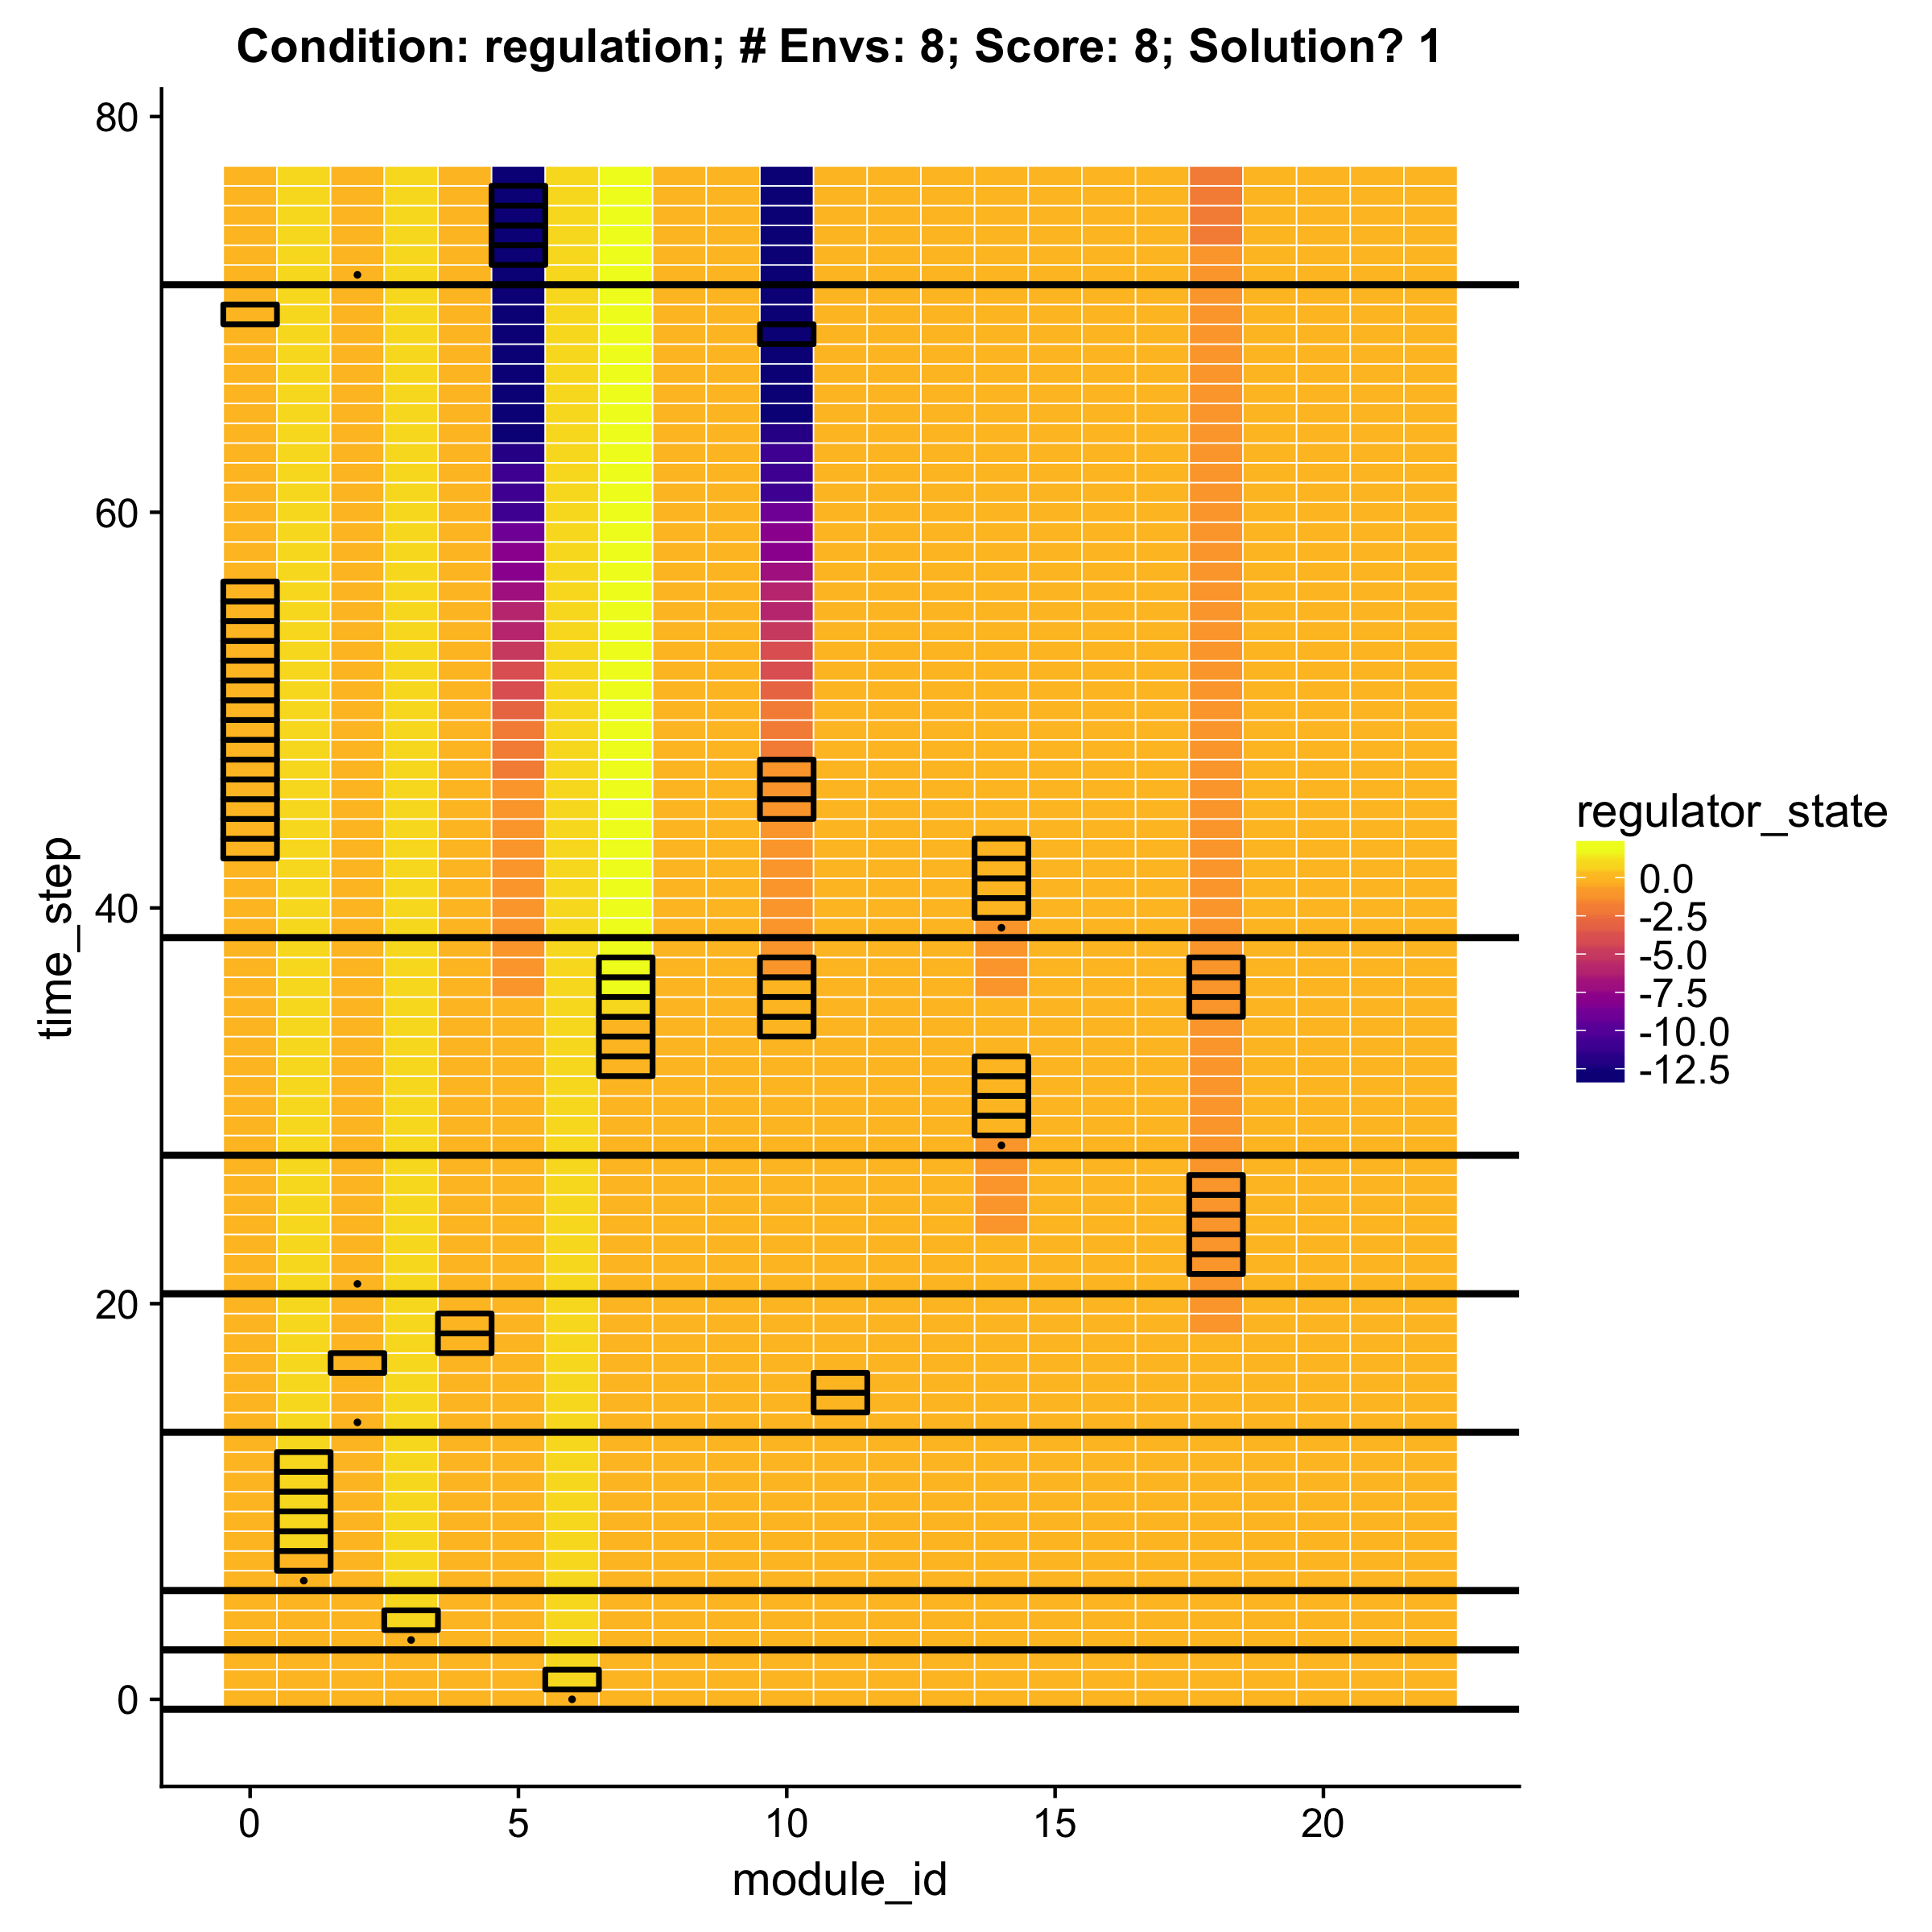 Condition: regulation; # Envs: 8; Score: 8; Solution? 1
80
60
40
20
0
time_step
0 5 10 15 20
module_id
regulator_state
0.0
-2.5
-5.0
-7.5
-10.0
-12.5